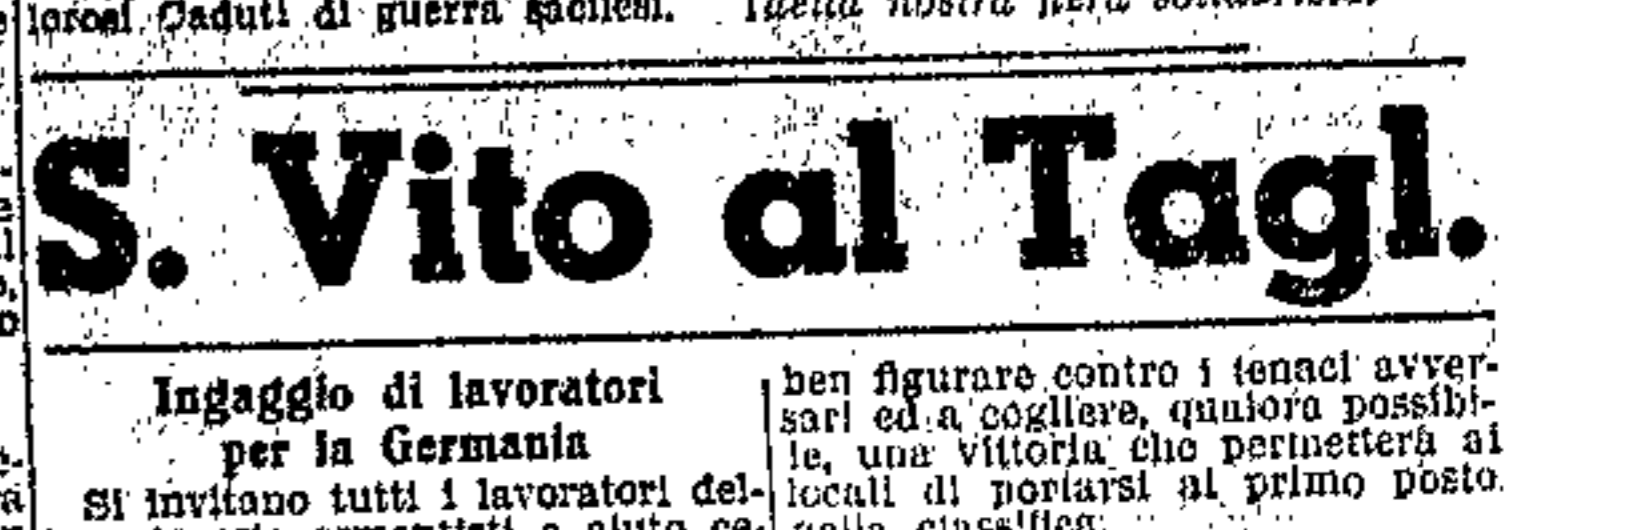 Caduti di guerra sacilesi.
S. Vito al Tagl.
Ingaggio di lavoratori
per la Germania
Si invitano tutti i lavoratori del-
ben figurare contro i tenaci avver-
sari ed a cogliere, qualora possibi-
le, una vittoria che permetterà ai
locali di portarsi al primo posto
classifica.